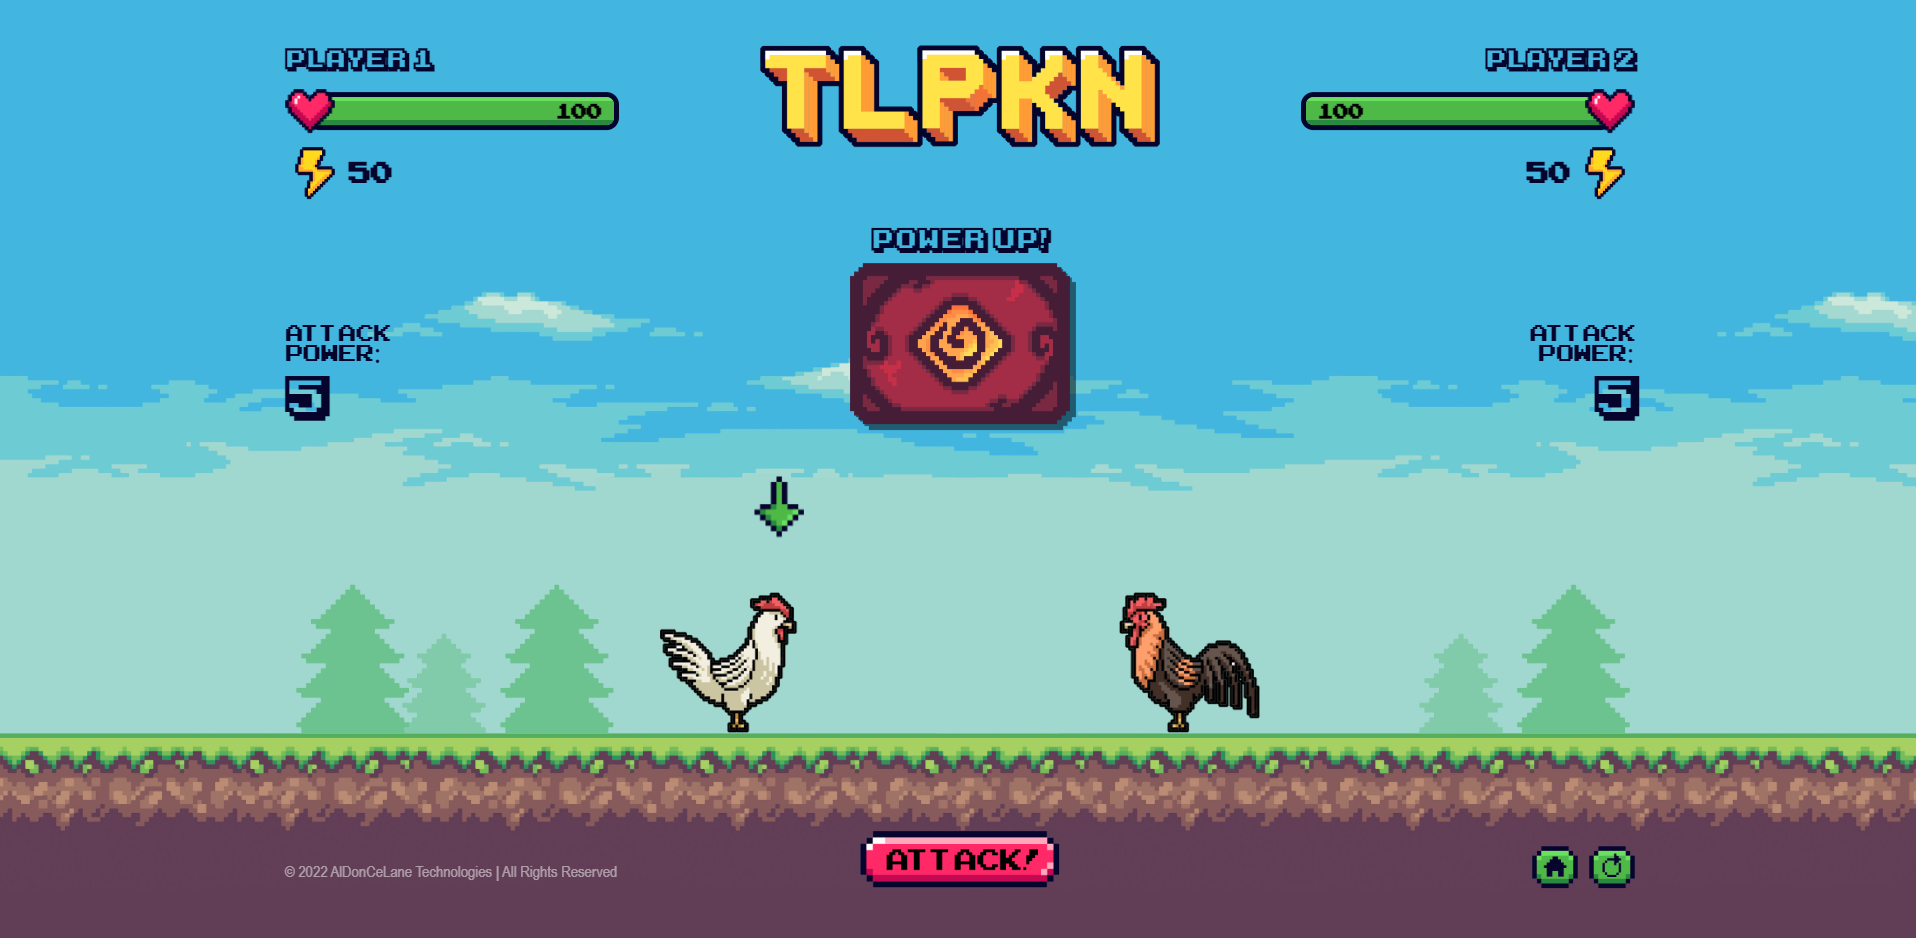 PLAYER 1
100
50
TLPKN
PLAYER 2
100
50
POWER UP!
ATTACK
POWER:
5
ATTACK
POWER:
5
ATTACK!
© 2022 AlDonCeLane Technologies | All Rights Reserved